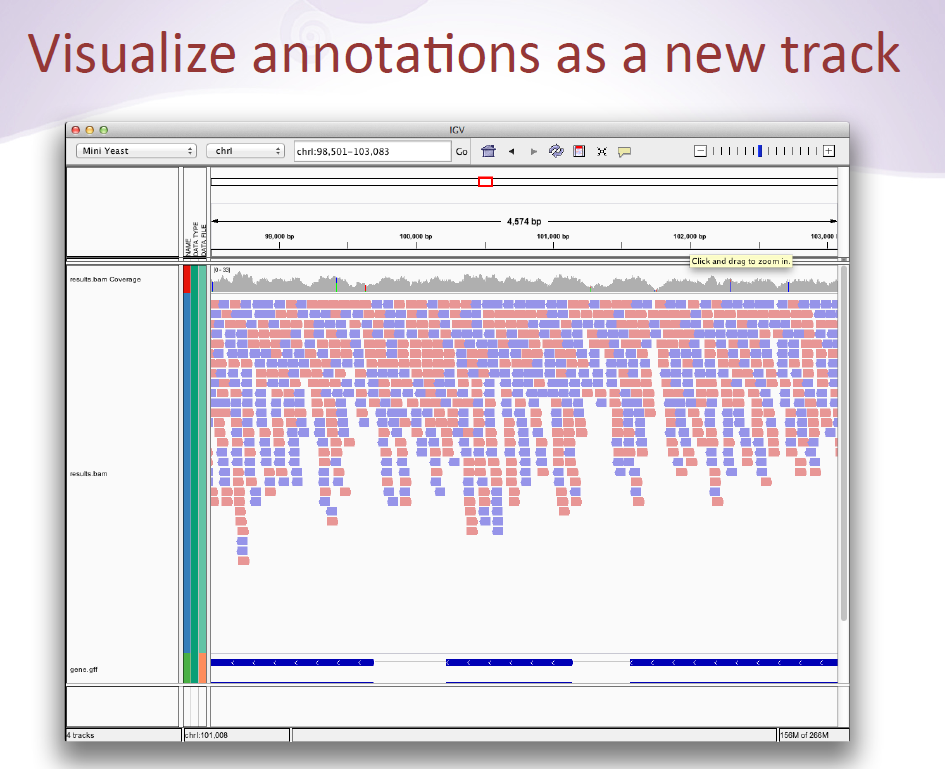 Visualize annotations as a new track
IGV
Mini Yeast
chrI
chrI:98,501-103,083
Go
NAME
DATA TYPE
DATA FILE
4,574 bp
99,000 bp
100,000 bp
101,000 bp
102,000 bp
103,000
Click and drag to zoom in.
results.bam Coverage
[0 - 33]
results.bam
gene.gff
4 tracks
chrI:101,008
156M of 266M